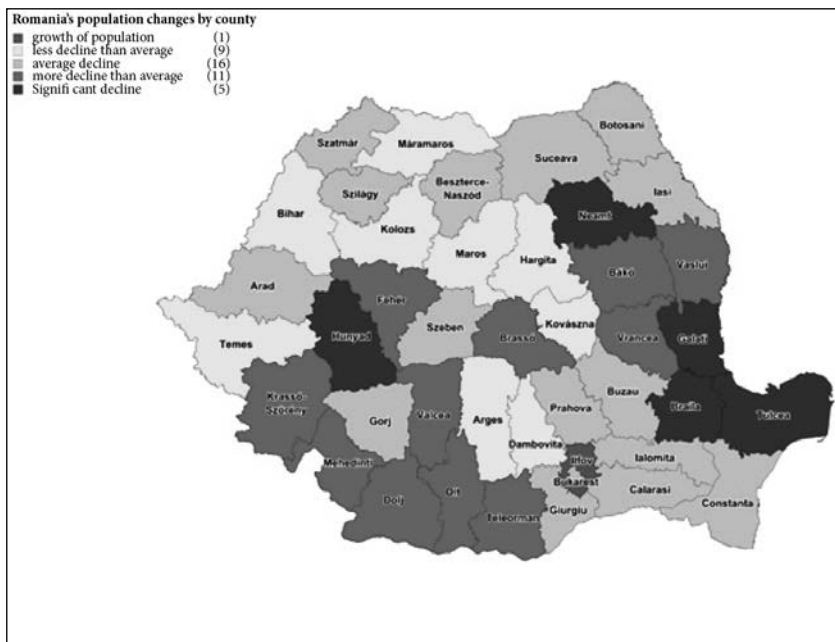 Romania's population changes by county
growth of population (1)
less decline than average (9)
average decline (16)
more decline than average (11)
Signifi cant decline (5)
Botosani
Szatmár
Máramaros
Suceava
Szilágy
Beszterce-
Naszód
Iasi
Bihar
Neamt
Kolozs
Maros
Hargita
Bákó
Vaslui
Arad
Fehér
Szeben
Kovászna
Temes
Hunyad
Brassó
Vrancea
Galati
Krassó-
Szörény
Gorj
Valcea
Arges
Prahova
Buzau
Braila
Tulcea
Dambovita
Mehedinti
Ilfov
Ialomita
Bukarest
Dolj
Olt
Calarasi
Constanta
Teleorman
Giurgiu